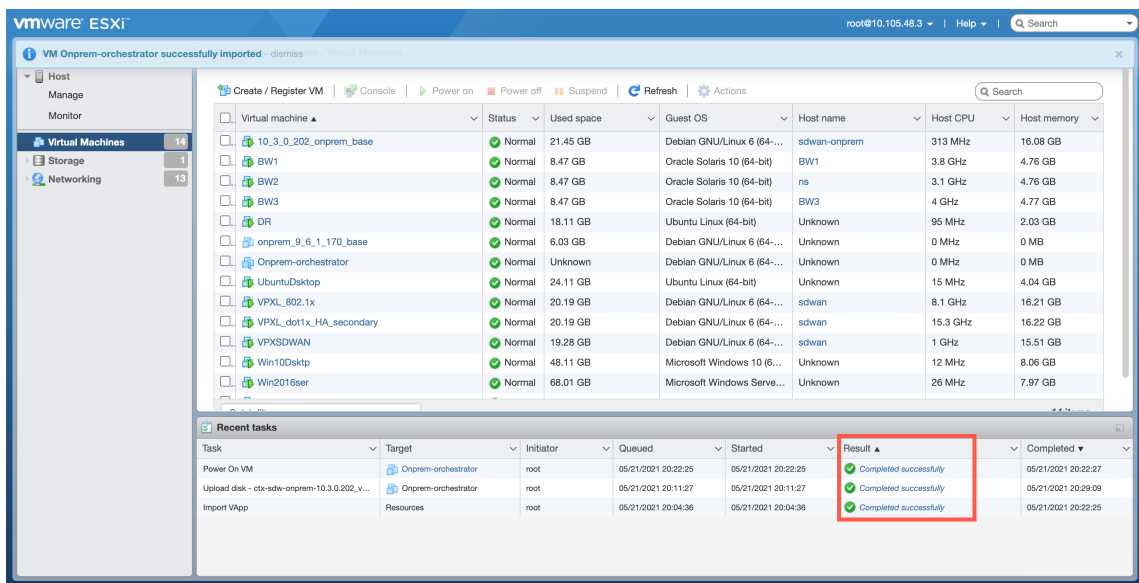 vmware ESXi™ root@10.105.48.3 | Help | Search
VM Onprem-orchestrator successfully imported - dismiss
Host
Manage
Monitor
Virtual Machines 14
Storage 1
Networking 13
Create / Register VM | Console | Power on Power off Suspend | Refresh | Actions Search
Virtual machine Status Used space Guest OS Host name Host CPU Host memory
10_3_0_202_onprem_base Normal 21.45 GB Debian GNU/Linux 6 (64-... sdwan-onprem 313 MHz 16.08 GB
BW1 Normal 8.47 GB Oracle Solaris 10 (64-bit) BW1 3.8 GHz 4.76 GB
BW2 Normal 8.47 GB Oracle Solaris 10 (64-bit) ns 3.1 GHz 4.76 GB
BW3 Normal 8.47 GB Oracle Solaris 10 (64-bit) BW3 4 GHz 4.77 GB
DR Normal 18.11 GB Ubuntu Linux (64-bit) Unknown 95 MHz 2.03 GB
onprem_9_6_1_170_base Normal 6.03 GB Debian GNU/Linux 6 (64-... Unknown 0 MHz 0 MB
Onprem-orchestrator Normal Unknown Debian GNU/Linux 6 (64-... Unknown 0 MHz 0 MB
UbuntuDsktop Normal 24.11 GB Ubuntu Linux (64-bit) Unknown 15 MHz 4.04 GB
VPXL_802.1x Normal 20.19 GB Debian GNU/Linux 6 (64-... sdwan 8.1 GHz 16.21 GB
VPXL_dot1x_HA_secondary Normal 20.19 GB Debian GNU/Linux 6 (64-... sdwan 15.3 GHz 16.22 GB
VPXSDWAN Normal 19.28 GB Debian GNU/Linux 6 (64-... sdwan 1 GHz 15.51 GB
Win10Dsktp Normal 48.11 GB Microsoft Windows 10 (6... Unknown 12 MHz 8.06 GB
Win2016ser Normal 68.01 GB Microsoft Windows Serve... Unknown 26 MHz 7.97 GB
Recent tasks
Task Target Initiator Queued Started Result Completed
Power On VM Onprem-orchestrator root 05/21/2021 20:22:25 05/21/2021 20:22:25 Completed successfully 05/21/2021 20:22:27
Upload disk - ctx-sdw-onprem-10.3.0.202_v... Onprem-orchestrator root 05/21/2021 20:11:27 05/21/2021 20:11:27 Completed successfully 05/21/2021 20:29:09
Import VApp Resources root 05/21/2021 20:04:36 05/21/2021 20:04:36 Completed successfully 05/21/2021 20:22:25